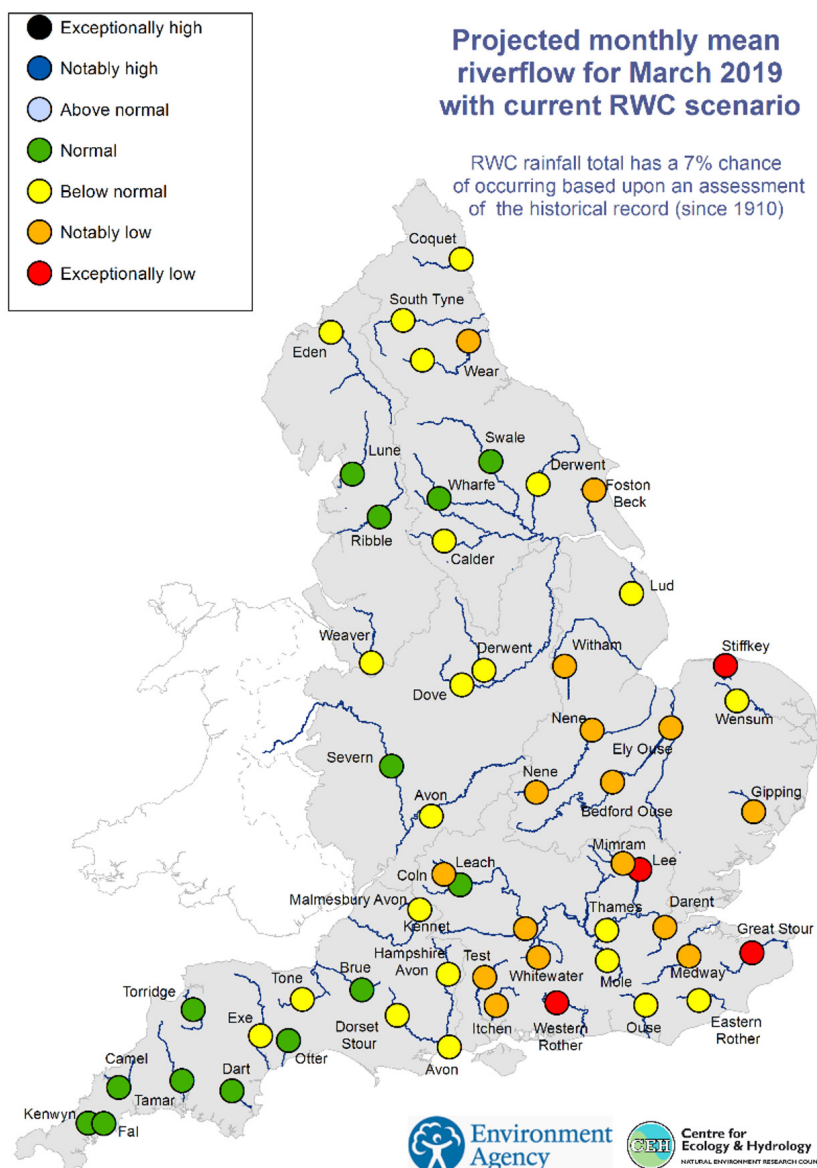 Exceptionally high
Notably high
Above normal
Normal
Below normal
Notably low
Exceptionally low
Projected monthly mean
riverflow for March 2019
with current RWC scenario
RWC rainfall total has a 7% chance
of occurring based upon an assessment
of the historical record (since 1910)
Coquet
South Tyne
Eden
Wear
Lune
Swale
Derwent
Wharfe
Foston
Beck
Ribble
Calder
Lud
Weaver
Derwent
Witham
Stiffkey
Dove
Wensum
Nene
Ely Ouse
Severn
Nene
Avon
Bedford Ouse
Gipping
Mimram
Leach
Lee
Coln
Malmesbury Avon
Darent
Thames
Kennet
Great Stour
Hampshire
Avon
Test
Whitewater
Mole
Medway
Brue
Tone
Torridge
Exe
Dorset
Stour
Itchen
Western
Rother
Ouse
Eastern
Rother
Otter
Avon
Camel
Dart
Tamar
Kenwyn
Fal
Environment
Agency
CEH
Centre for
Ecology & Hydrology
NATURAL ENVIRONMENT RESEARCH COUN